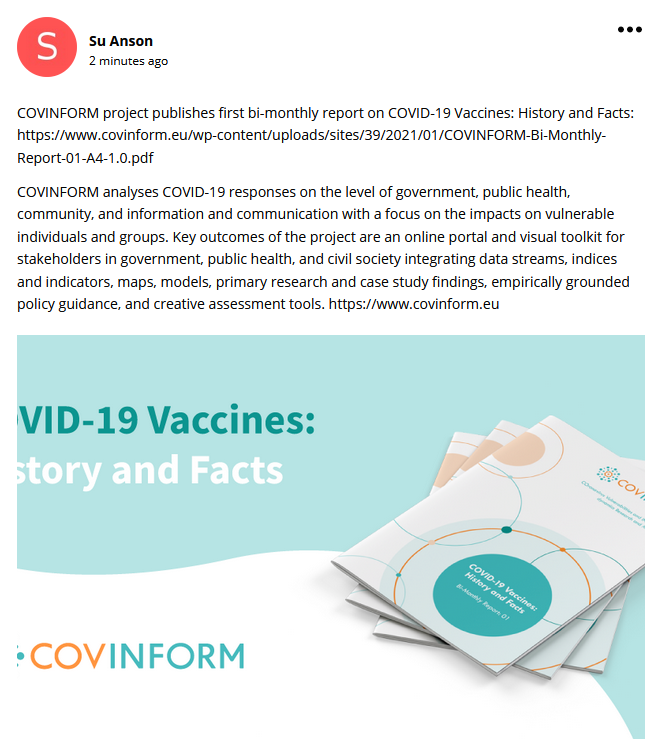 S
Su Anson
2 minutes ago
COVINFORM project publishes first bi-monthly report on COVID-19 Vaccines: History and Facts:
https://www.covinform.eu/wp-content/uploads/sites/39/2021/01/COVINFORM-Bi-Monthly-
Report-01-A4-1.0.pdf
COVINFORM analyses COVID-19 responses on the level of government, public health,
community, and information and communication with a focus on the impacts on vulnerable
individuals and groups. Key outcomes of the project are an online portal and visual toolkit for
stakeholders in government, public health, and civil society integrating data streams, indices
and indicators, maps, models, primary research and case study findings, empirically grounded
policy guidance, and creative assessment tools. https://www.covinform.eu
VID-19 Vaccines:
story and Facts
COVID-19 Vaccines:
History and Facts
Bi-Monthly Report 01
COVINFORM